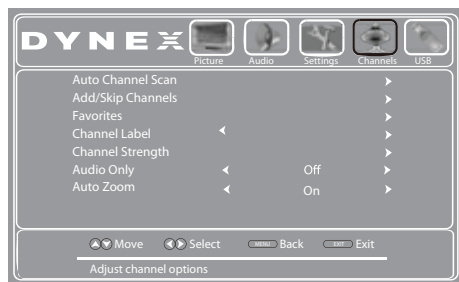 DYNEX
Picture Audio Settings Channels USB
Auto Channel Scan
Add/Skip Channels
Favorites
Channel Label
Channel Strength
Audio Only Off
Auto Zoom On
Move Select MENU Back EXIT Exit
Adjust channel options